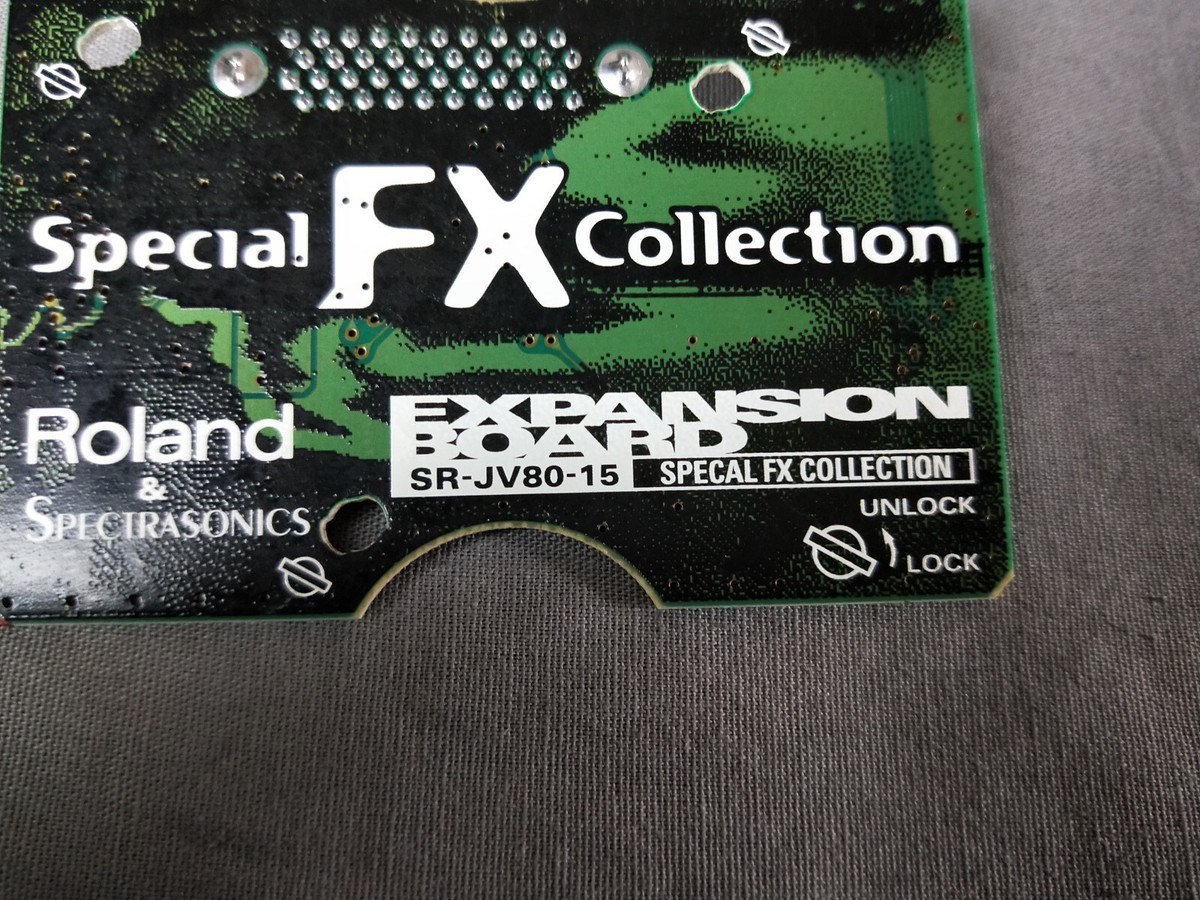 Special FX Collection
Roland
&
SPECTRASONICS
EXPANSION
BOARD
SR-JV80-15 SPECAL FX COLLECTION
UNLOCK
LOCK